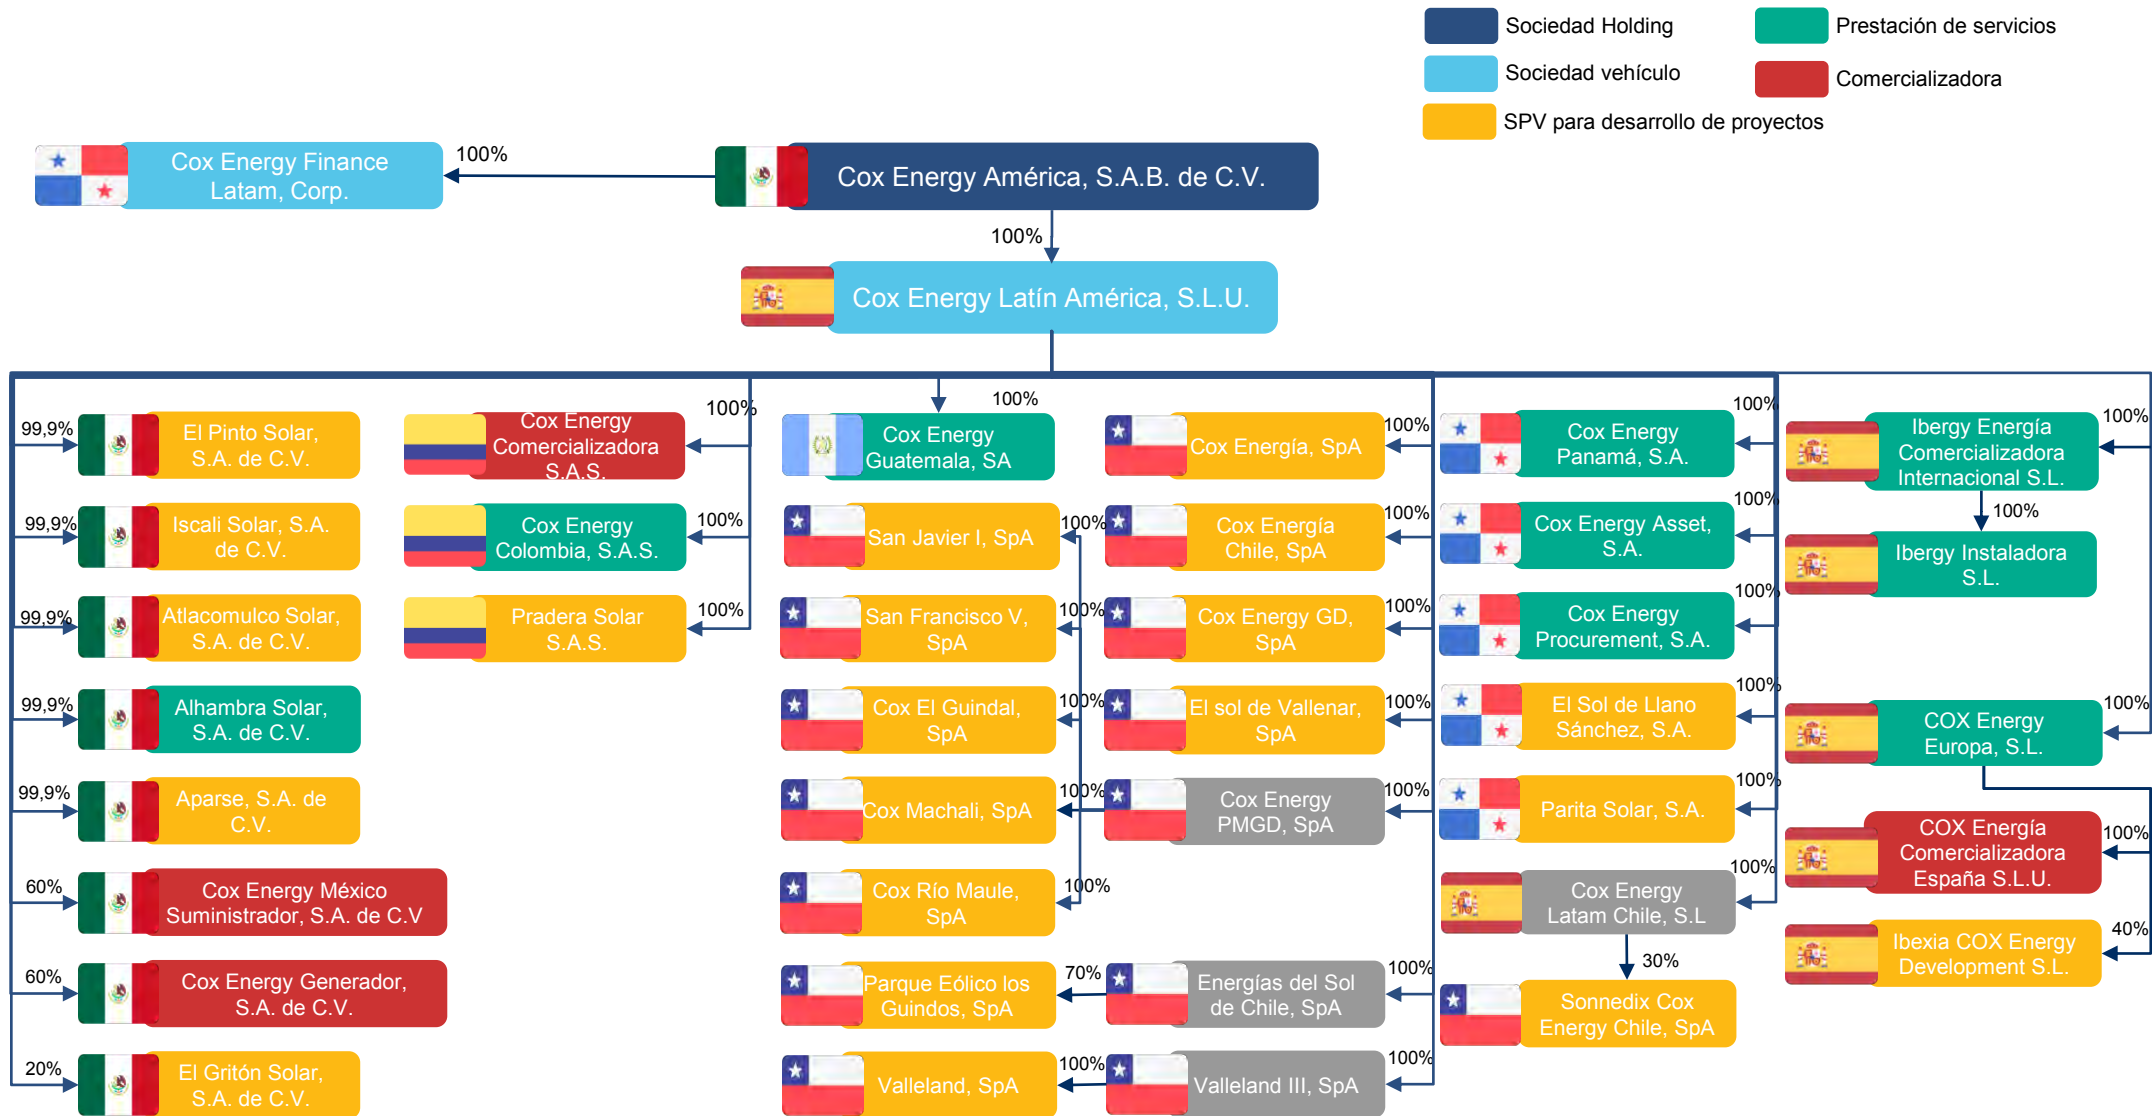 Sociedad Holding
Prestación de servicios
Sociedad vehículo
Comercializadora
SPV para desarrollo de proyectos
Cox Energy Finance
Latam, Corp.
100%
Cox Energy América, S.A.B. de C.V.
100%
Cox Energy Latín América, S.L.U.
99,9%
El Pinto Solar,
S.A. de C.V.
99,9%
Iscali Solar, S.A.
de C.V.
99,9%
Atlacomulco Solar,
S.A. de C.V.
99,9%
Alhambra Solar,
S.A. de C.V.
99,9%
Aparse, S.A. de
C.V.
60%
Cox Energy México
Suministrador, S.A. de C.V
60%
Cox Energy Generador,
S.A. de C.V.
20%
El Gritón Solar,
S.A. de C.V.
Cox Energy
Comercializadora
S.A.S.
100%
Cox Energy
Colombia, S.A.S.
100%
Pradera Solar
S.A.S.
100%
100%
Cox Energy
Guatemala, SA
San Javier I, SpA
100%
San Francisco V,
SpA
100%
Cox El Guindal,
SpA
100%
Cox Machali, SpA
100%
Cox Río Maule,
SpA
100%
Parque Eólico los
Guindos, SpA
70%
Valleland, SpA
100%
Cox Energía, SpA
100%
Cox Energía
Chile, SpA
100%
Cox Energy GD,
SpA
100%
El sol de Vallenar,
SpA
100%
Cox Energy
PMGD, SpA
100%
Energías del Sol
de Chile, SpA
100%
Valleland III, SpA
100%
Cox Energy
Panamá, S.A.
100%
Cox Energy Asset,
S.A.
100%
Cox Energy
Procurement, S.A.
100%
El Sol de Llano
Sánchez, S.A.
100%
Parita Solar, S.A.
100%
Cox Energy
Latam Chile, S.L
100%
30%
Sonnedix Cox
Energy Chile, SpA
Ibergy Energía
Comercializadora
Internacional S.L.
100%
100%
Ibergy Instaladora
S.L.
COX Energy
Europa, S.L.
100%
COX Energía
Comercializadora
España S.L.U.
100%
Ibexia COX Energy
Development S.L.
40%